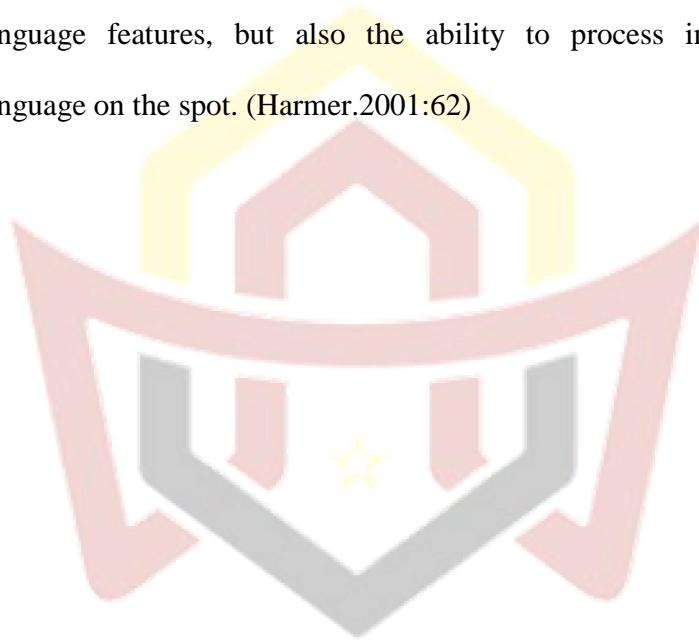 nguage features, but also the ability to process in
nguage on the spot. (Harmer.2001:62)